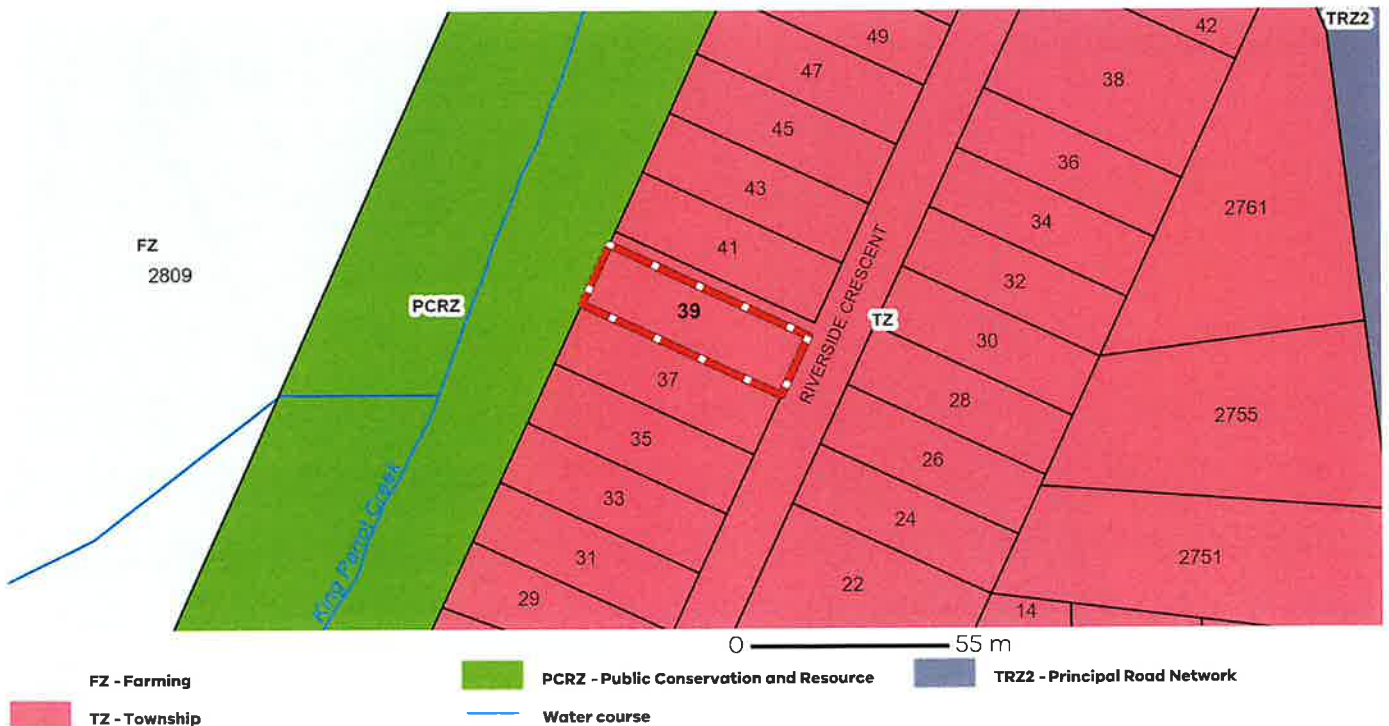 TRZ2
42
49
38
47
45
36
43
34
2761
41
32
FZ
2809
PCRZ
39
TZ
RIVERSIDE CRESCENT
30
37
28
2755
35
26
33
24
King Parrot Creek
31
22
2751
29
14
0 55 m
FZ - Farming
PCRZ - Public Conservation and Resource
TRZ2 - Principal Road Network
TZ - Township
Water course